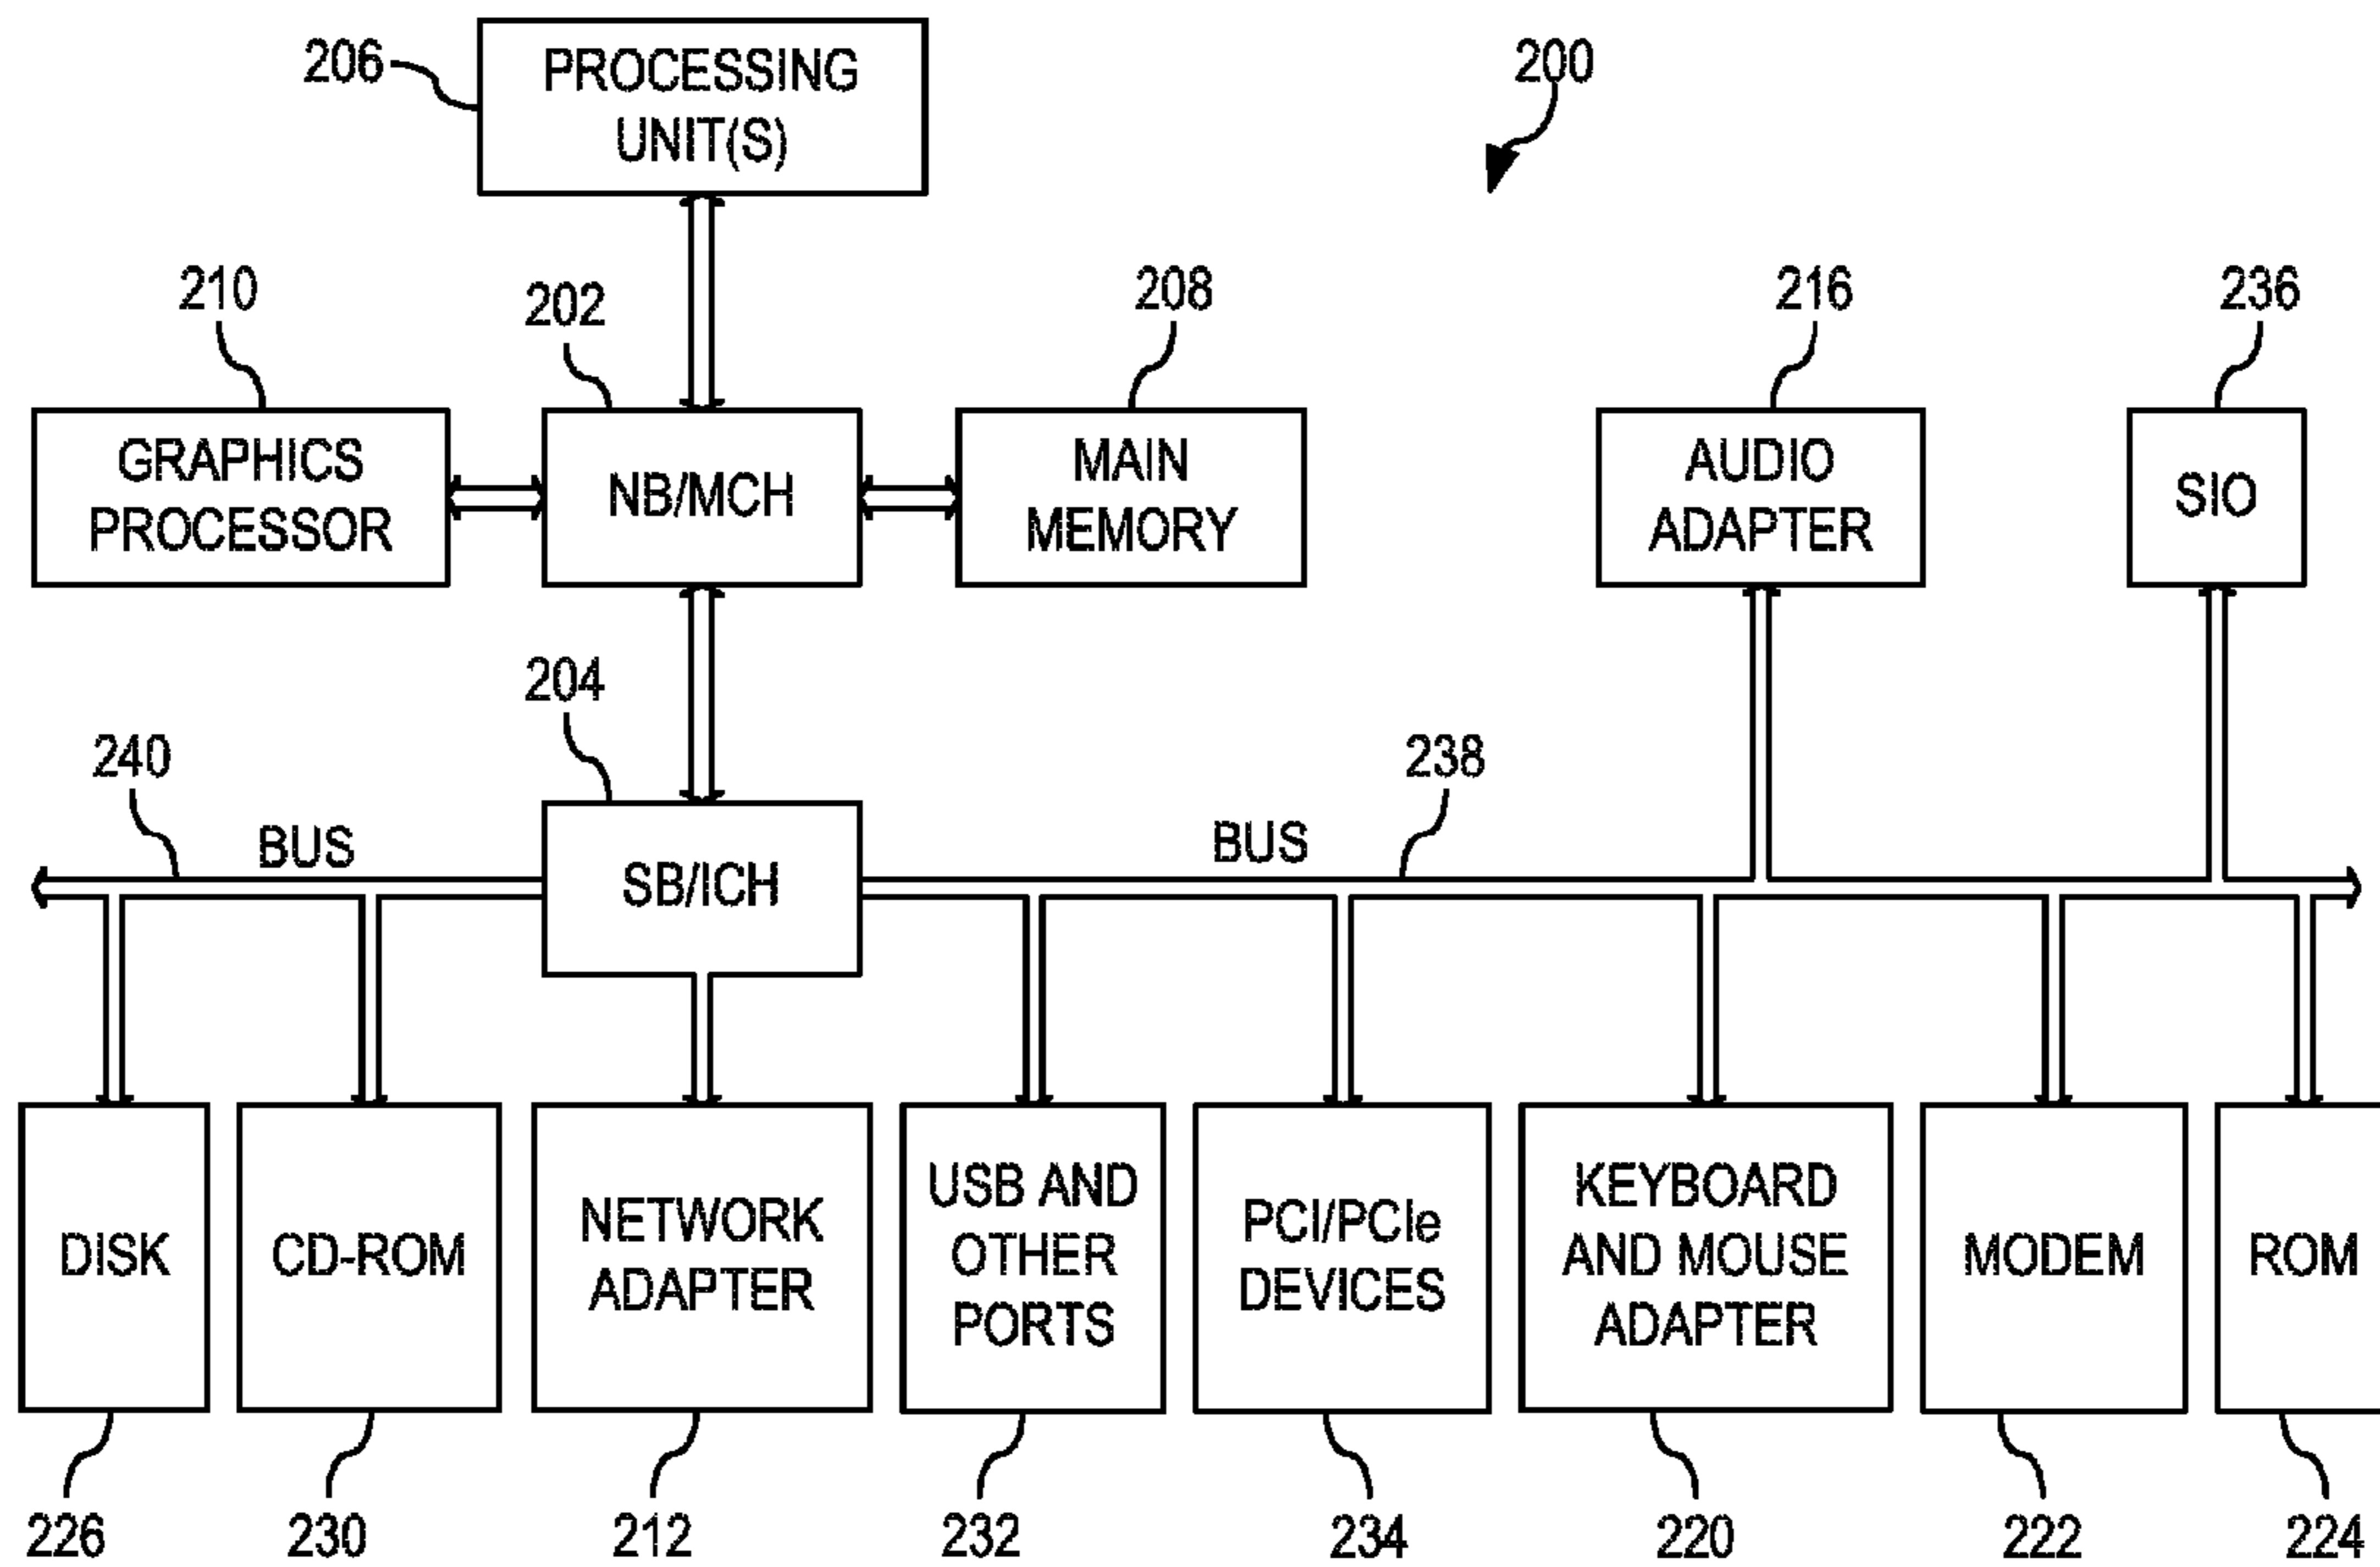 206
PROCESSING
UNIT(S)
200
210
202
208
216
236
GRAPHICS
PROCESSOR
NB/MCH
MAIN
MEMORY
AUDIO
ADAPTER
SIO
204
240
238
BUS
SB/ICH
BUS
DISK
CD-ROM
NETWORK
ADAPTER
USB AND
OTHER
PORTS
PCI/PCIe
DEVICES
KEYBOARD
AND MOUSE
ADAPTER
MODEM
ROM
226
230
212
232
234
220
222
224